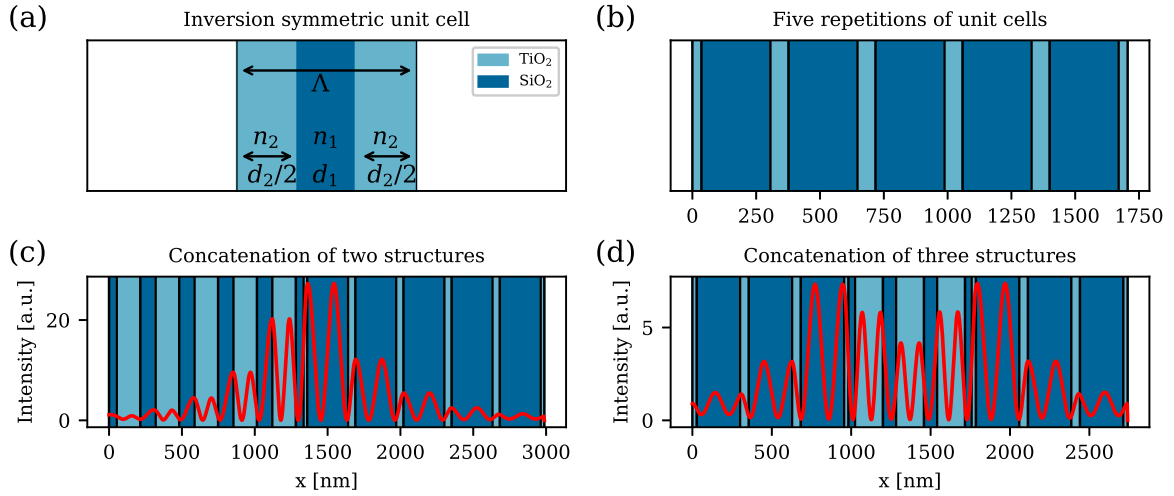 (a)
Inversion symmetric unit cell
TiO₂
SiO₂
Λ
n₂ n₁ n₂
d₂/2 d₁ d₂/2
(b)
Five repetitions of unit cells
0 250 500 750 1000 1250 1500 1750
(c)
Concatenation of two structures
Intensity [a.u.]
20
0
0 500 1000 1500 2000 2500 3000
x [nm]
(d)
Concatenation of three structures
Intensity [a.u.]
5
0
0 500 1000 1500 2000 2500
x [nm]